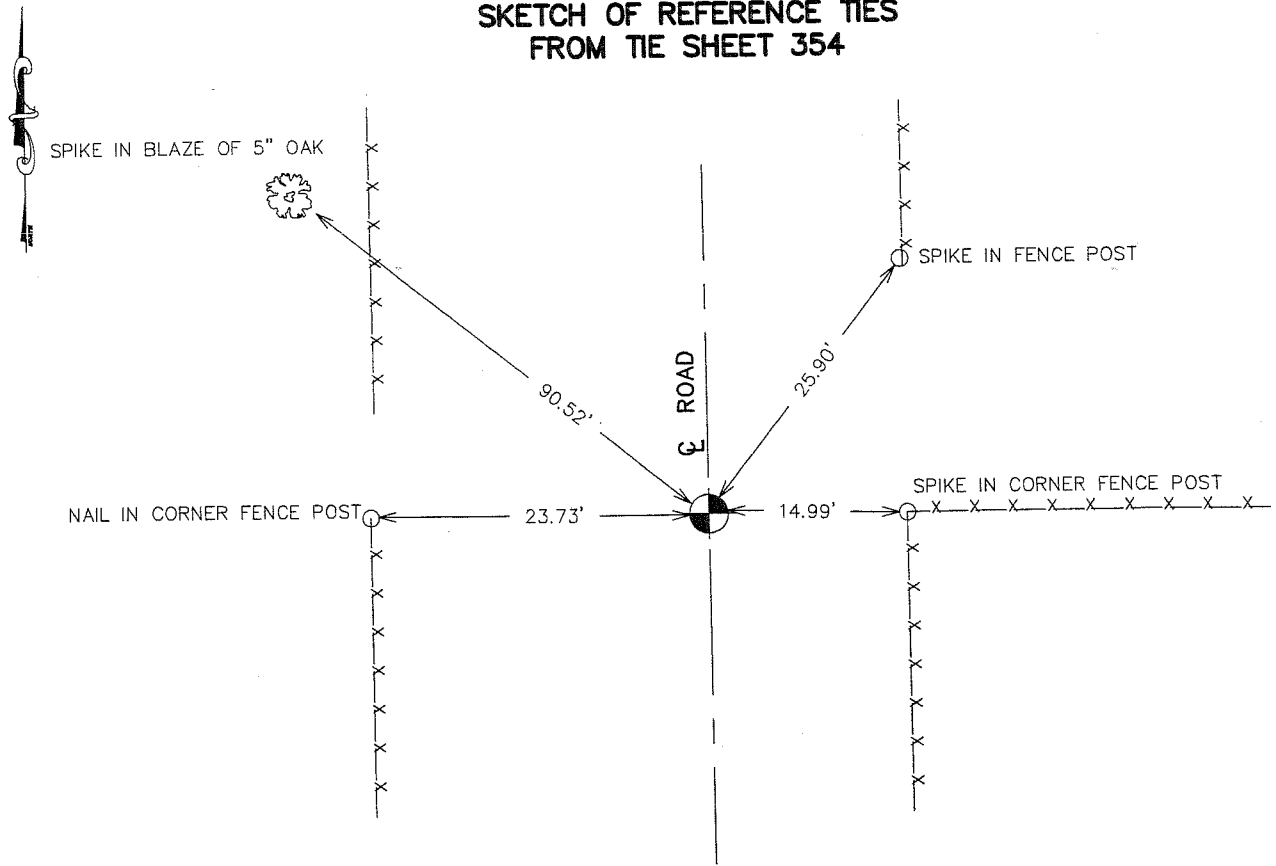 SKETCH OF REFERENCE TIES
FROM TIE SHEET 354
SPIKE IN BLAZE OF 5" OAK
SPIKE IN FENCE POST
90.52'
℄ ROAD
25.90'
NAIL IN CORNER FENCE POST
23.73'
14.99'
SPIKE IN CORNER FENCE POST